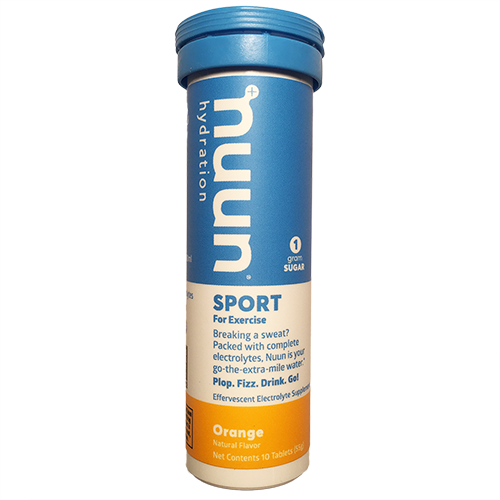 nuun
hydration
1
gram
SUGAR
SPORT
For Exercise
Breaking a sweat?
Packed with complete
electrolytes, Nuun is your
go-the-extra-mile water.*
Plop. Fizz. Drink. Go!
Effervescent Electrolyte Supplement
Orange
Natural Flavor
Net Contents 10 Tablets (55g)